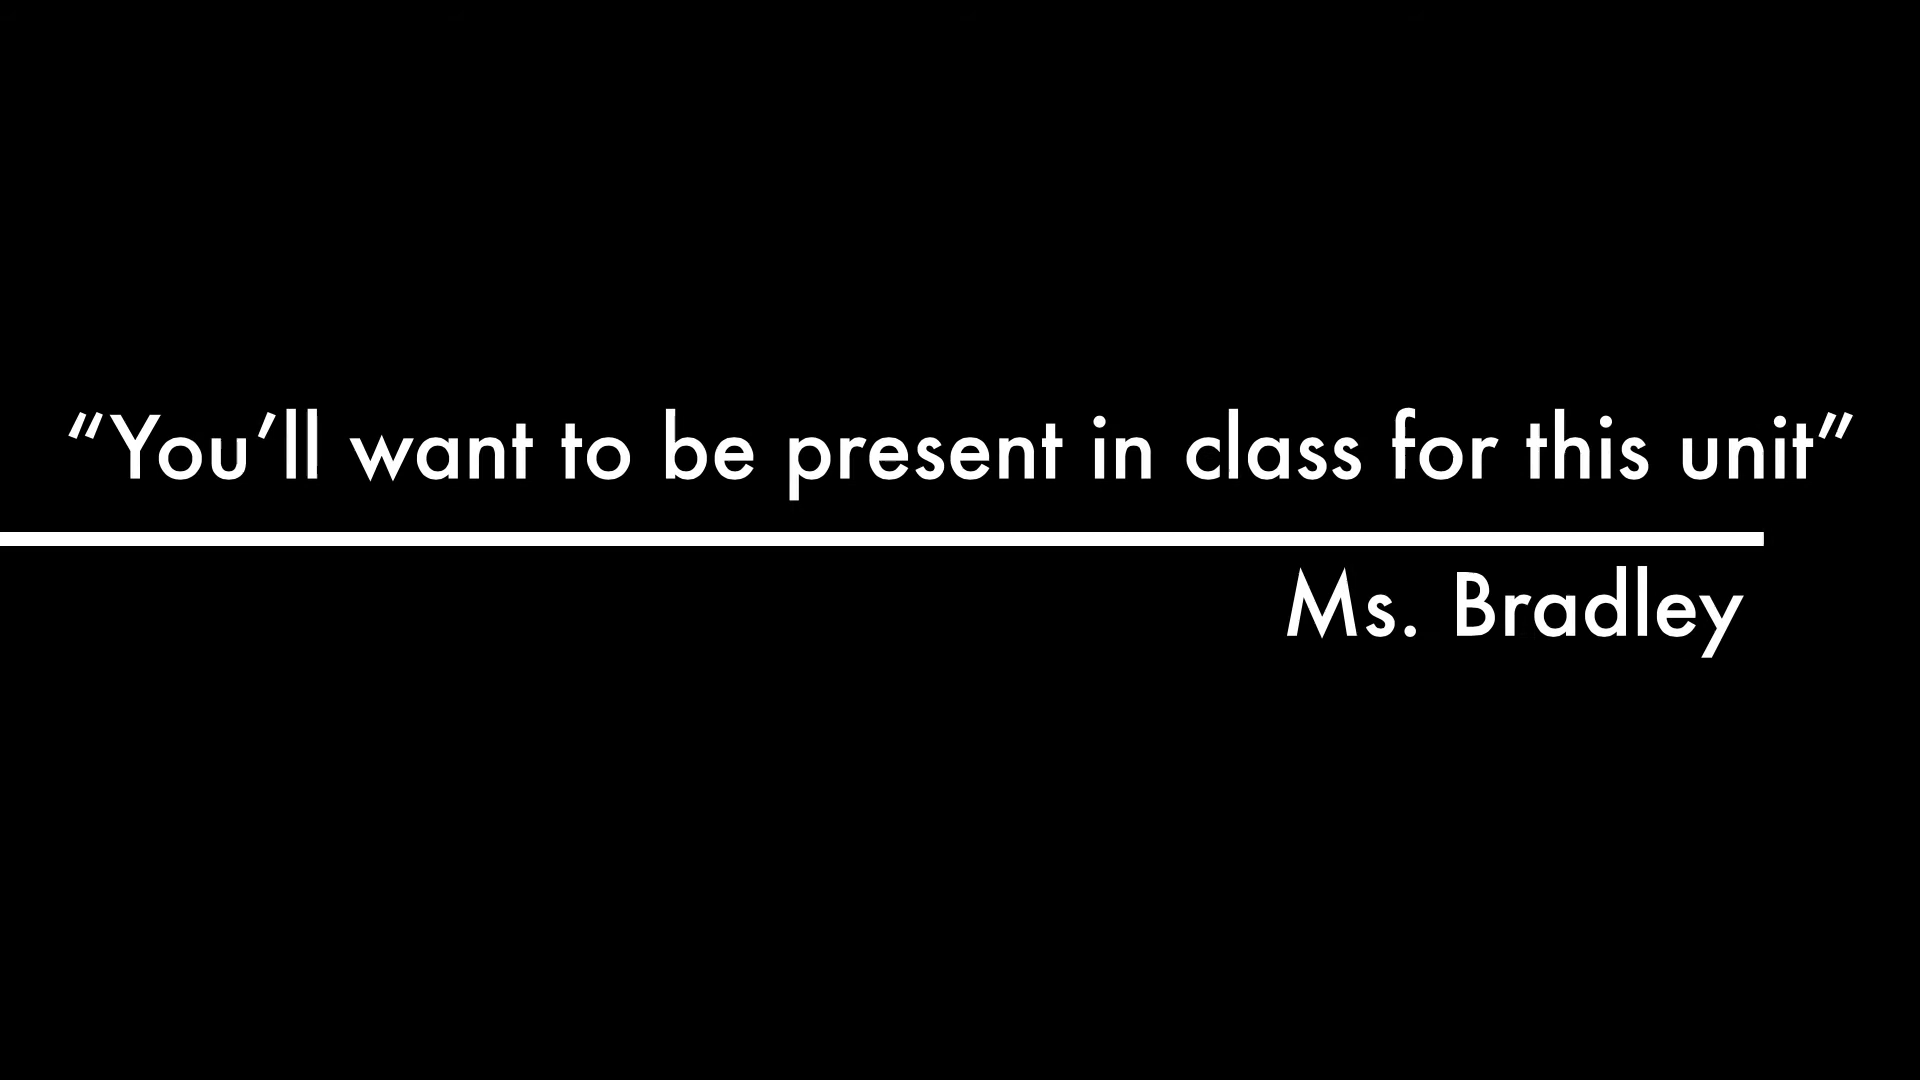 “You’ll want to be present in class for this unit”
Ms. Bradley